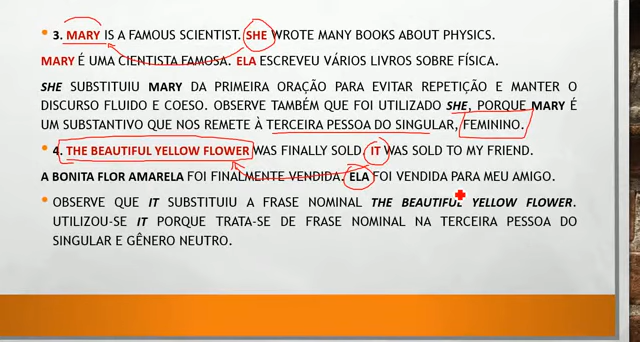 • 3. MARY IS A FAMOUS SCIENTIST. SHE WROTE MANY BOOKS ABOUT PHYSICS.
MARY É UMA CIENTISTA FAMOSA. ELA ESCREVEU VÁRIOS LIVROS SOBRE FÍSICA.
SHE SUBSTITUIU MARY DA PRIMEIRA ORAÇÃO PARA EVITAR REPETIÇÃO E MANTER O
DISCURSO FLUIDO E COESO. OBSERVE TAMBÉM QUE FOI UTILIZADO SHE, PORQUE MARY É
UM SUBSTANTIVO QUE NOS REMETE À TERCEIRA PESSOA DO SINGULAR, FEMININO.
• 4. THE BEAUTIFUL YELLOW FLOWER WAS FINALLY SOLD. IT WAS SOLD TO MY FRIEND.
A BONITA FLOR AMARELA FOI FINALMENTE VENDIDA. ELA FOI VENDIDA PARA MEU AMIGO.
• OBSERVE QUE IT SUBSTITUIU A FRASE NOMINAL THE BEAUTIFUL YELLOW FLOWER.
UTILIZOU-SE IT PORQUE TRATA-SE DE FRASE NOMINAL NA TERCEIRA PESSOA DO
SINGULAR E GÊNERO NEUTRO.